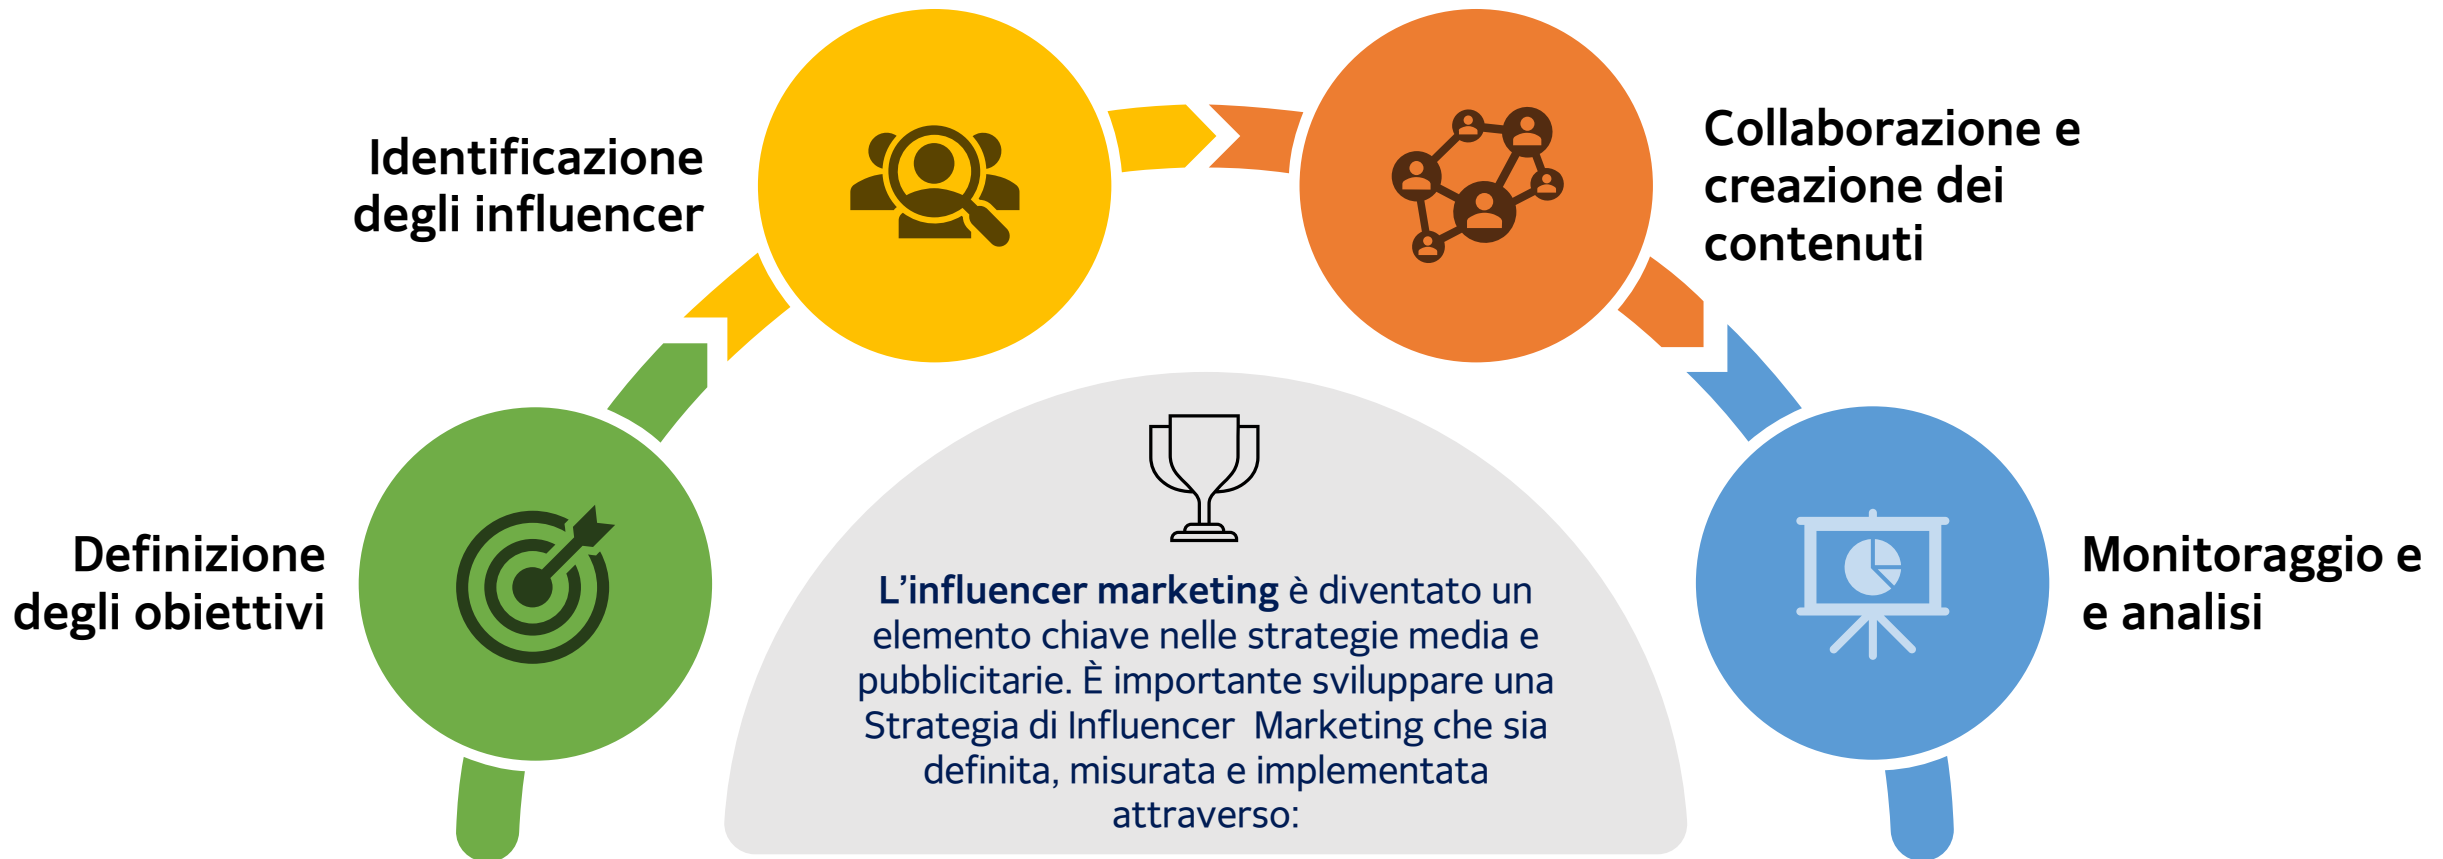 Identificazione
degli influencer
Collaborazione e
creazione dei
contenuti
Definizione
degli obiettivi
Monitoraggio e
e analisi
L’influencer marketing è diventato un
elemento chiave nelle strategie media e
pubblicitarie. È importante sviluppare una
Strategia di Influencer  Marketing che sia
definita, misurata e implementata
attraverso: